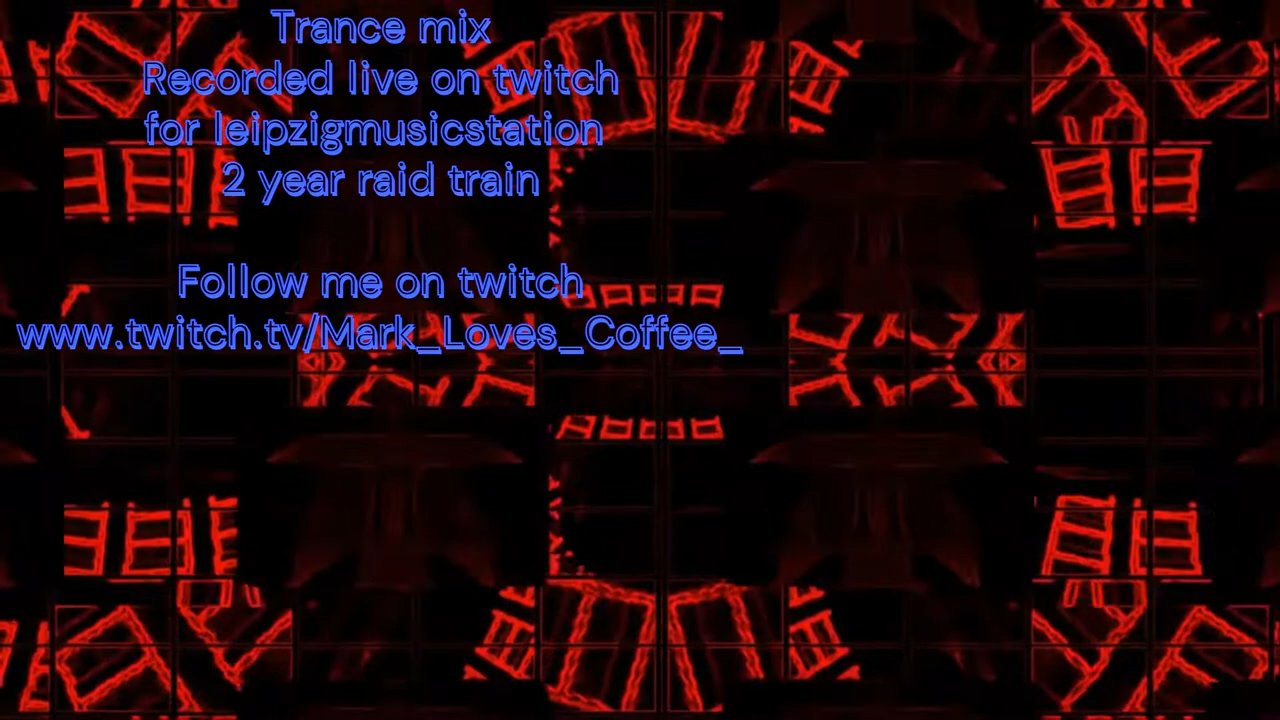 Trance mix
Recorded live on twitch
for leipzigmusicstation
2 year raid train
Follow me on twitch
www.twitch.tv/Mark_Loves_Coffee_